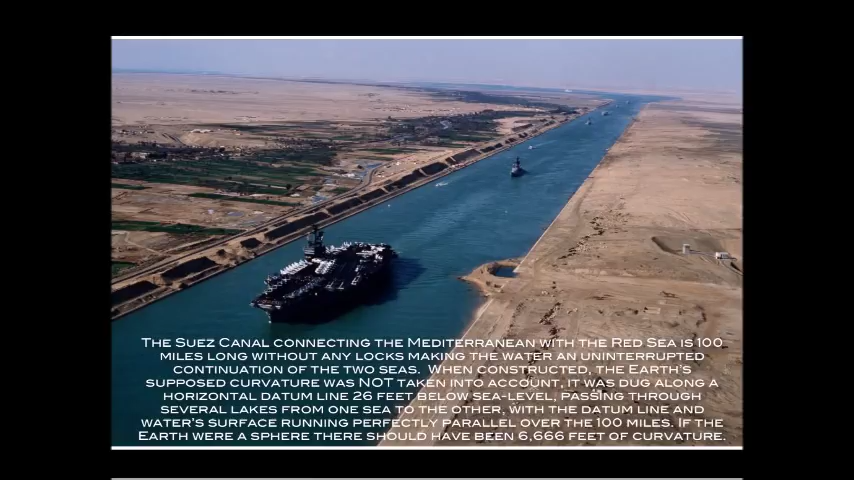 The Suez Canal connecting the Mediterranean with the Red Sea is 100
miles long without any locks making the water an uninterrupted
continuation of the two seas. When constructed, the Earth's
supposed curvature was NOT taken into account, it was dug along a
horizontal datum line 26 feet below sea-level, passing through
several lakes from one sea to the other, with the datum line and
water's surface running perfectly parallel over the 100 miles. If the
Earth were a sphere there should have been 6,666 feet of curvature.